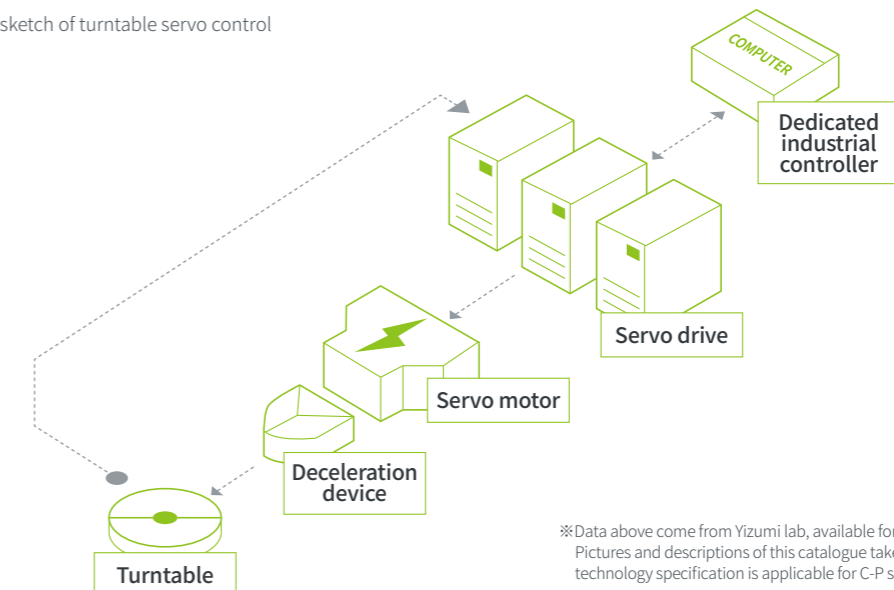 sketch of turntable servo control
COMPUTER
Dedicated
industrial
controller
Servo drive
Servo motor
Deceleration
device
Turntable
※Data above come from Yizumi lab, available for
Pictures and descriptions of this catalogue take
technology specification is applicable for C-P s